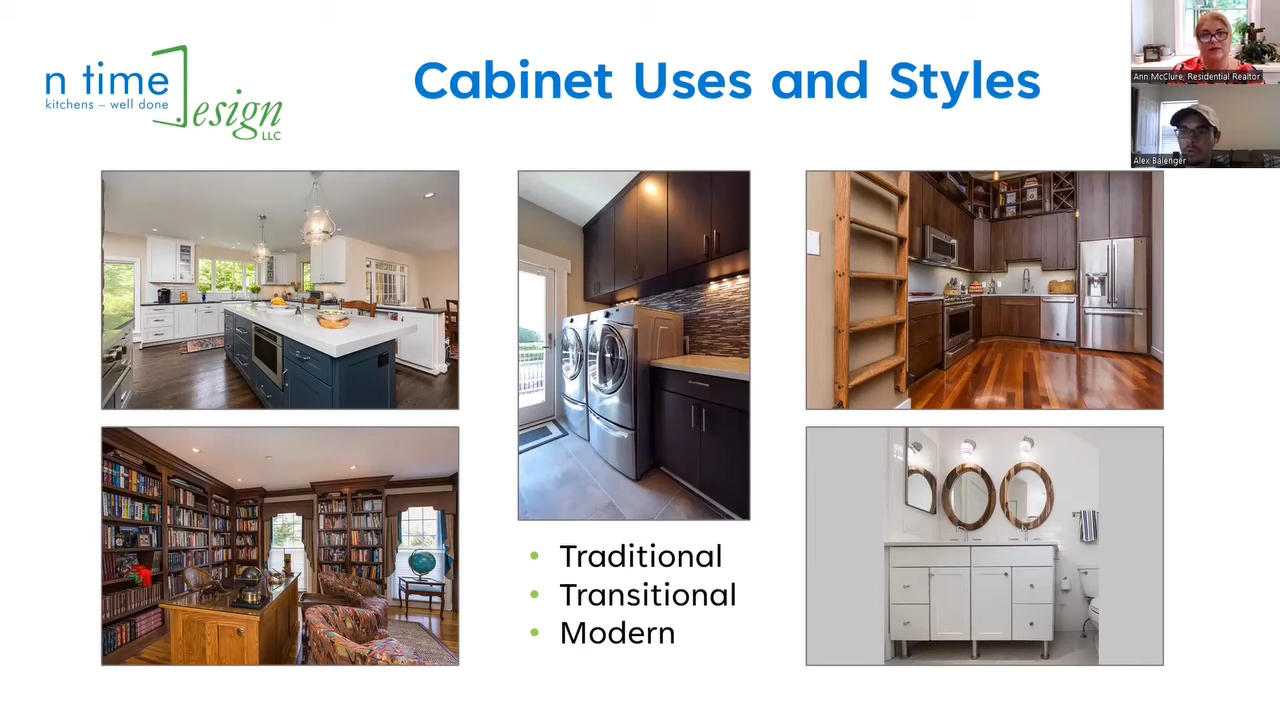 n time
kitchens – well done
Design
LLC
Cabinet Uses and Styles
Ann McClure, Residential Realtor
Alex Balenger
• Traditional
• Transitional
• Modern